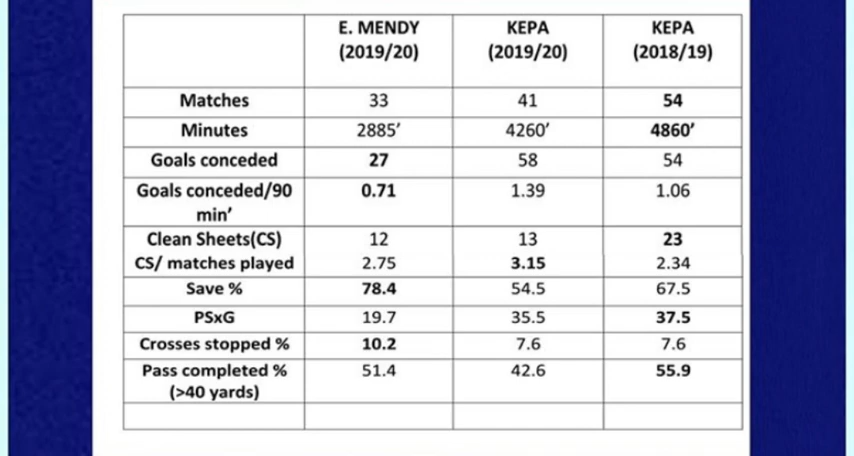 E. MENDY (2019/20) KEPA (2019/20) KEPA (2018/19)
Matches 33 41 54
Minutes 2885’ 4260’ 4860’
Goals conceded 27 58 54
Goals conceded/90 min’ 0.71 1.39 1.06
Clean Sheets(CS) 12 13 23
CS/ matches played 2.75 3.15 2.34
Save % 78.4 54.5 67.5
PSxG 19.7 35.5 37.5
Crosses stopped % 10.2 7.6 7.6
Pass completed % (>40 yards) 51.4 42.6 55.9